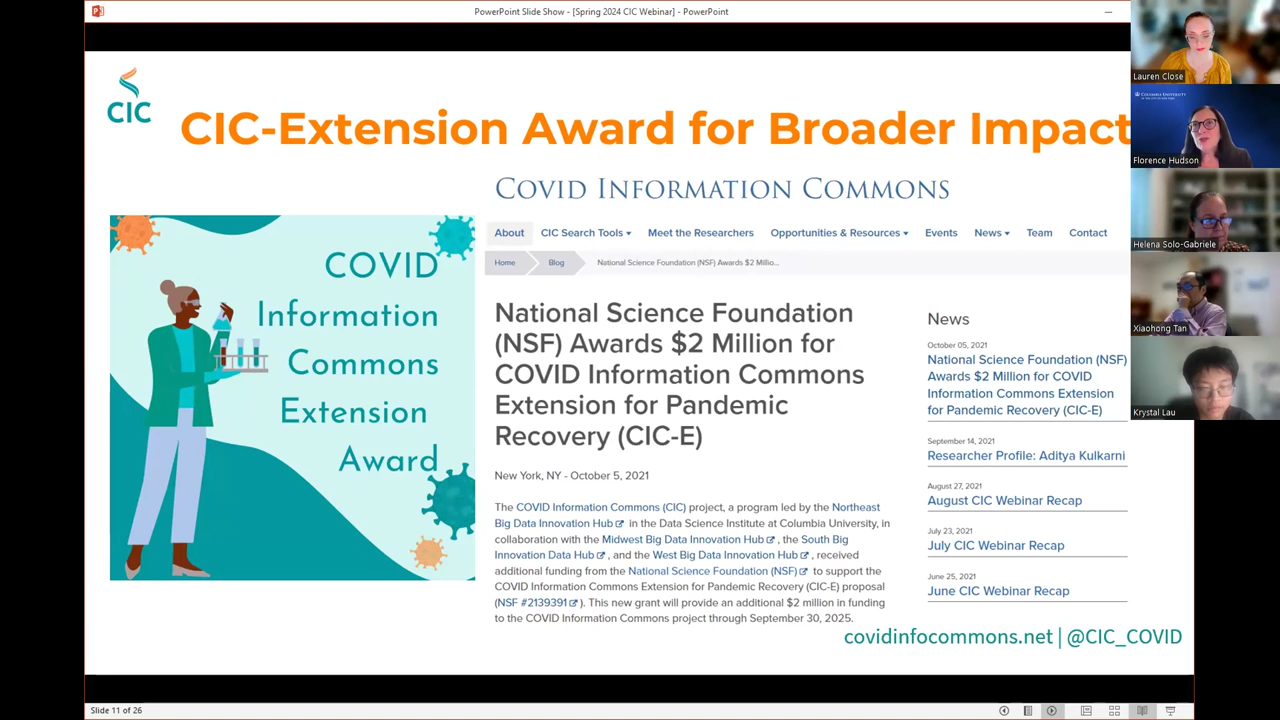 PowerPoint Slide Show - [Spring 2024 CIC Webinar] - PowerPoint
CIC
CIC-Extension Award for Broader Impact
COVID
Information
Commons
Extension
Award
COVID INFORMATION COMMONS
About CIC Search Tools Meet the Researchers Opportunities & Resources Events News Team Contact
Home Blog National Science Foundation (NSF) Awards $2 Millio...
National Science Foundation
(NSF) Awards $2 Million for
COVID Information Commons
Extension for Pandemic
Recovery (CIC-E)
New York, NY - October 5, 2021
The COVID Information Commons (CIC) project, a program led by the Northeast
Big Data Innovation Hub in the Data Science Institute at Columbia University, in
collaboration with the Midwest Big Data Innovation Hub , the South Big
Innovation Data Hub , and the West Big Data Innovation Hub , received
additional funding from the National Science Foundation (NSF) to support the
COVID Information Commons Extension for Pandemic Recovery (CIC-E) proposal
(NSF #2139391 ). This new grant will provide an additional $2 million in funding
to the COVID Information Commons project through September 30, 2025.
News
October 05, 2021
National Science Foundation (NSF)
Awards $2 Million for COVID
Information Commons Extension
for Pandemic Recovery (CIC-E)
September 14, 2021
Researcher Profile: Aditya Kulkarni
August 27, 2021
August CIC Webinar Recap
July 23, 2021
July CIC Webinar Recap
June 25, 2021
June CIC Webinar Recap
covidinfocommons.net | @CIC_COVID
Lauren Close
COLUMBIA UNIVERSITY
Florence Hudson
Helena Solo-Gabriele
Xiaohong Tan
Krystal Lau
Slide 11 of 26